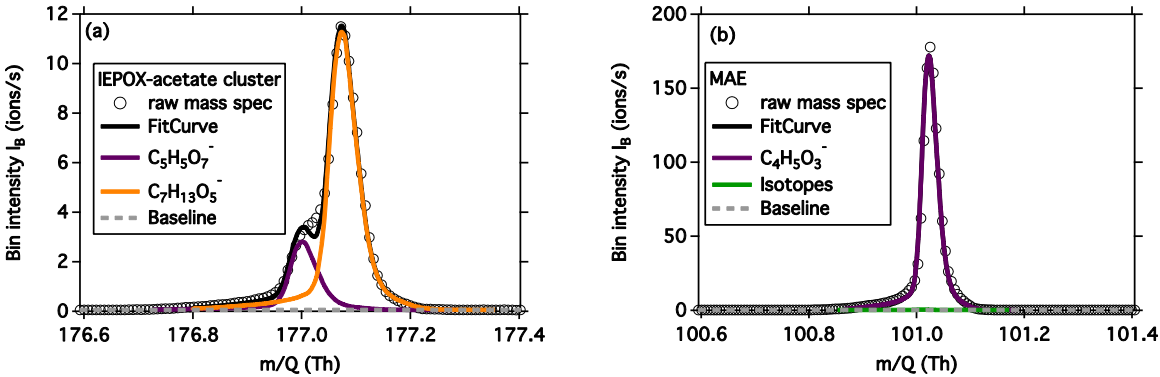 (a)
IEPOX-acetate cluster
raw mass spec
FitCurve
C5H5O7-
C7H13O5-
Baseline
Bin intensity IB (ions/s)
12
10
8
6
4
2
0
176.6
176.8
177.0
177.2
177.4
m/Q (Th)
(b)
MAE
raw mass spec
FitCurve
C4H5O3-
Isotopes
Baseline
Bin intensity IB (ions/s)
200
150
100
50
0
100.6
100.8
101.0
101.2
101.4
m/Q (Th)